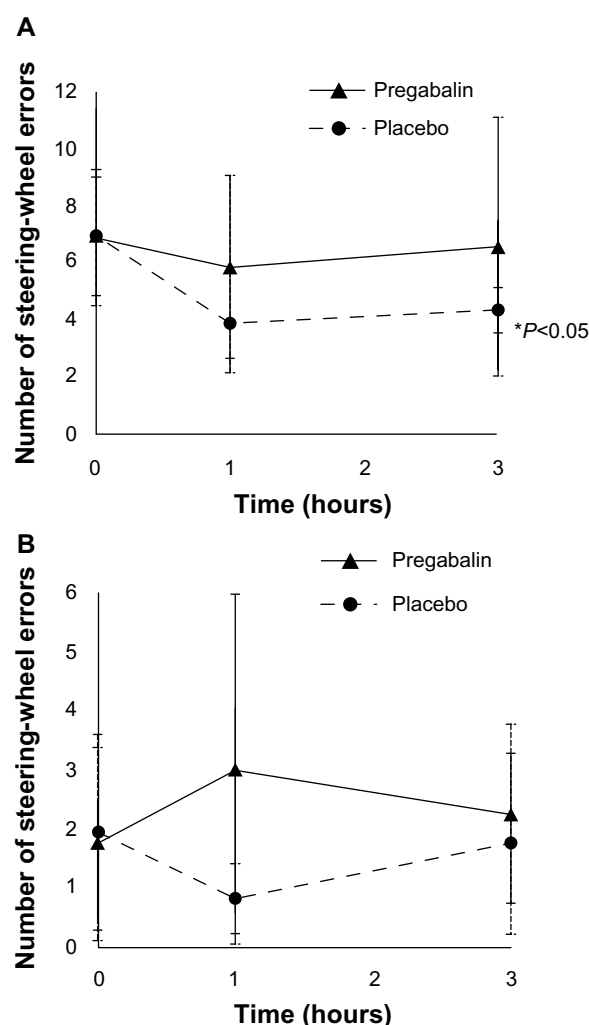 A
Number of steering-wheel errors
12
10
8
6
4
2
0
Pregabalin
Placebo
*P<0.05
0 1 2 3
Time (hours)
B
Number of steering-wheel errors
6
5
4
3
2
1
0
Pregabalin
Placebo
0 1 2 3
Time (hours)